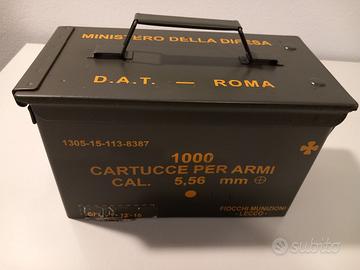 MINISTERO DELLA DIFESA
D.A.T. — ROMA
1305-15-113-8387
1000
CARTUCCE PER ARMI
CAL. 5,56 mm
FIOCCHI MUNIZIONI
- LECCO -
subito